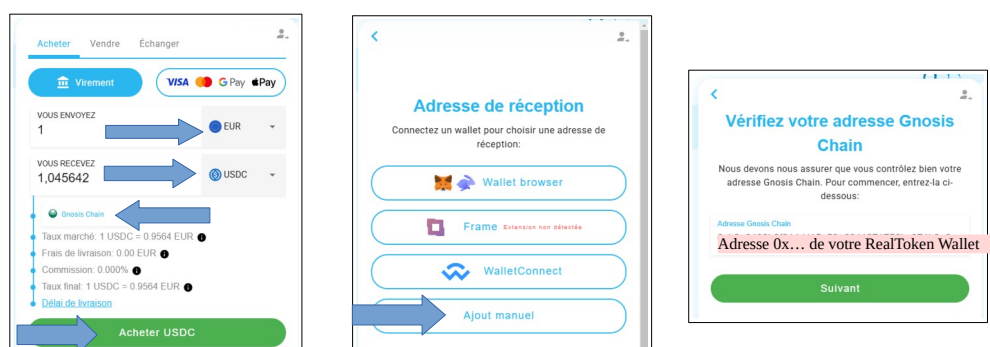 Acheter Vendre Échanger
Virement VISA G Pay Pay
VOUS ENVOYEZ
1 EUR
VOUS RECEVEZ
1,045642 USDC
Gnosis Chain
Taux marché: 1 USDC = 0.9564 EUR
Frais de livraison: 0.00 EUR
Commission: 0.000%
Taux final: 1 USDC = 0.9564 EUR
Délai de livraison
Acheter USDC
Adresse de réception
Connectez un wallet pour choisir une adresse de
réception:
Wallet browser
Frame Extension non détectée
WalletConnect
Ajout manuel
Vérifiez votre adresse Gnosis
Chain
Nous devons nous assurer que vous contrôlez bien votre
adresse Gnosis Chain. Pour commencer, entrez-la ci-
dessous:
Adresse Gnosis Chain
Adresse 0x… de votre RealToken Wallet
Suivant